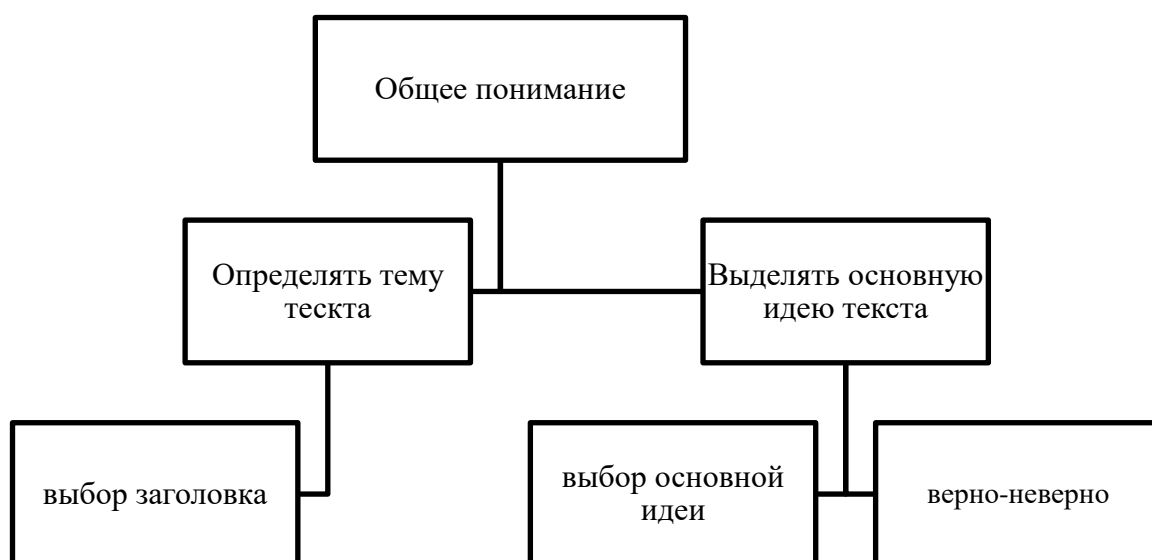 Общее понимание
Определять тему
тескта
Выделять основную
идею текста
выбор заголовка
выбор основной
идеи
верно-неверно